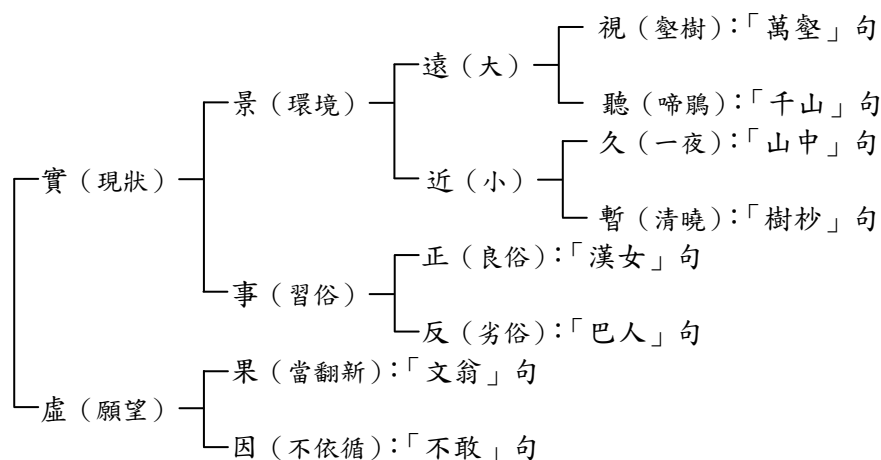 視（壑樹）：「萬壑」句
遠（大）
聽（啼鵑）：「千山」句
景（環境）
久（一夜）：「山中」句
近（小）
暫（清曉）：「樹杪」句
實（現狀）
正（良俗）：「漢女」句
事（習俗）
反（劣俗）：「巴人」句
果（當翻新）：「文翁」句
虛（願望）
因（不依循）：「不敢」句